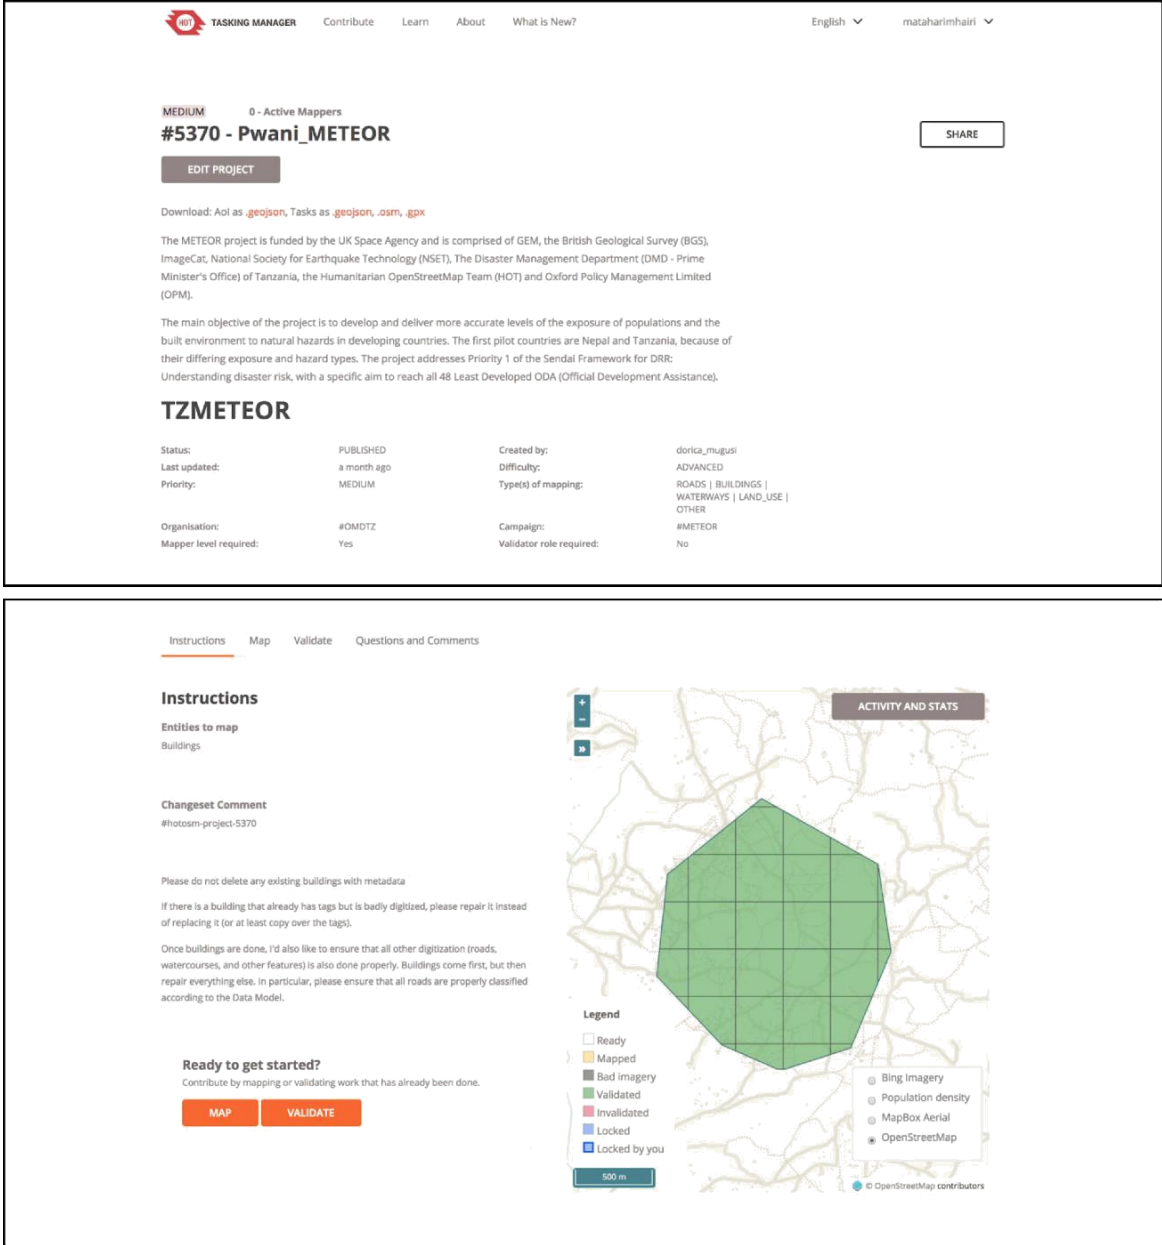 HOT TASKING MANAGER Contribute Learn About What is New? English mataharimhairi
MEDIUM 0 - Active Mappers
#5370 - Pwani_METEOR
SHARE
EDIT PROJECT
Download: AoI as .geojson, Tasks as .geojson, .osm, .gpx
The METEOR project is funded by the UK Space Agency and is comprised of GEM, the British Geological Survey (BGS),
ImageCat, National Society for Earthquake Technology (NSET), The Disaster Management Department (DMD - Prime
Minister's Office) of Tanzania, the Humanitarian OpenStreetMap Team (HOT) and Oxford Policy Management Limited
(OPM).
The main objective of the project is to develop and deliver more accurate levels of the exposure of populations and the
built environment to natural hazards in developing countries. The first pilot countries are Nepal and Tanzania, because of
their differing exposure and hazard types. The project addresses Priority 1 of the Sendai Framework for DRR:
Understanding disaster risk, with a specific aim to reach all 48 Least Developed ODA (Official Development Assistance).
TZMETEOR
Status: PUBLISHED Created by: dorica_mugusi
Last updated: a month ago Difficulty: ADVANCED
Priority: MEDIUM Type(s) of mapping: ROADS | BUILDINGS |
WATERWAYS | LAND_USE |
OTHER
Organisation: #OMDTZ Campaign: #METEOR
Mapper level required: Yes Validator role required: No
Instructions Map Validate Questions and Comments
Instructions
Entities to map
Buildings
Changeset Comment
#hotosm-project-5370
Please do not delete any existing buildings with metadata
If there is a building that already has tags but is badly digitized, please repair it instead
of replacing it (or at least copy over the tags).
Once buildings are done, I'd also like to ensure that all other digitization (roads,
watercourses, and other features) is also done properly. Buildings come first, but then
repair everything else. In particular, please ensure that all roads are properly classified
according to the Data Model.
Ready to get started?
Contribute by mapping or validating work that has already been done.
MAP VALIDATE
+
−
»
ACTIVITY AND STATS
Legend
Ready
Mapped
Bad imagery
Validated
Invalidated
Locked
Locked by you
500 m
Bing Imagery
Population density
MapBox Aerial
OpenStreetMap
© OpenStreetMap contributors